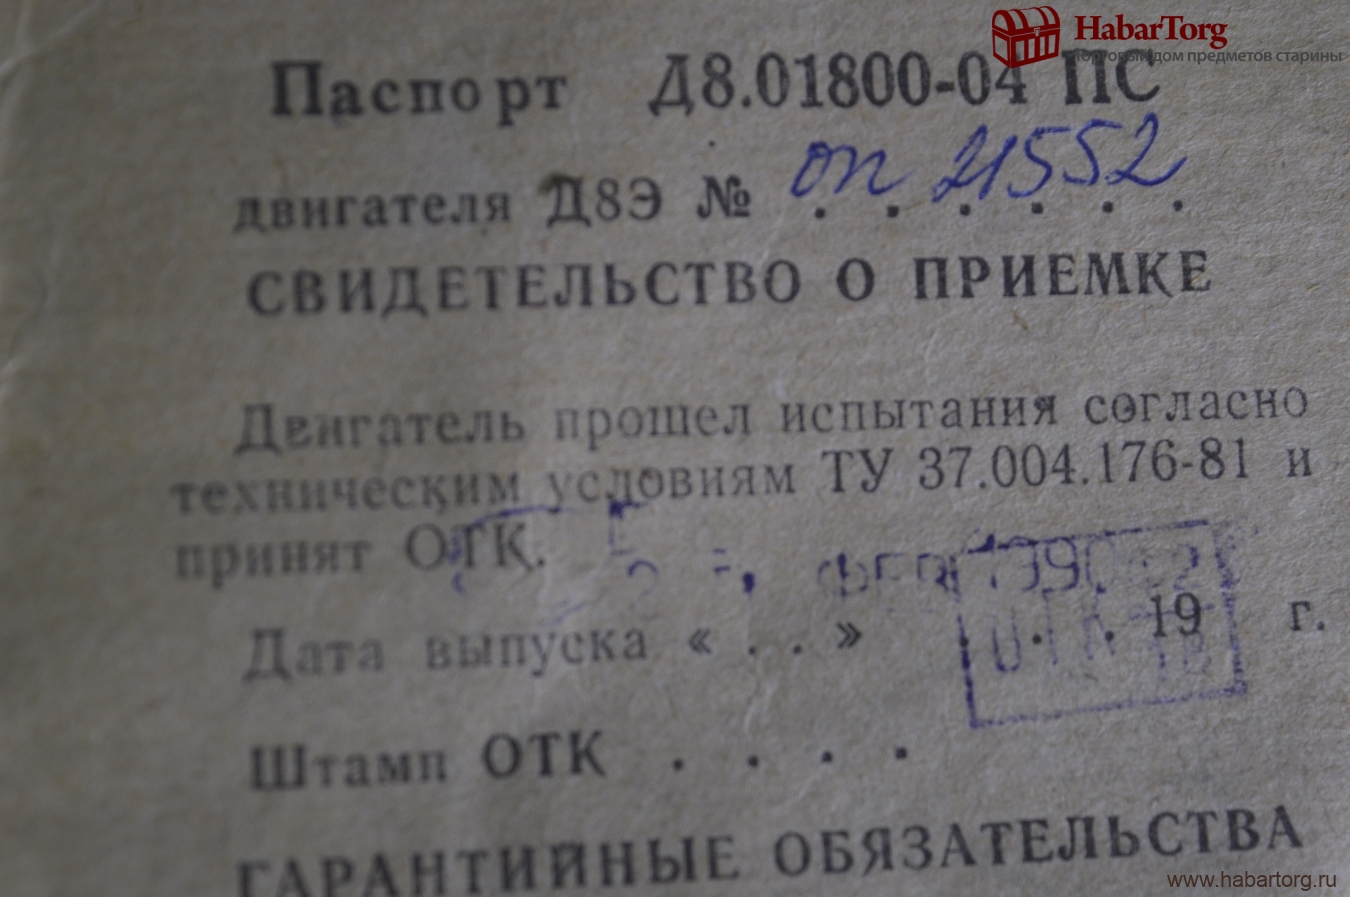 HabarTorg
Торговый дом предметов старины
Паспорт Д8.01800-04 ПС
двигателя Д8Э № оп 21552
СВИДЕТЕЛЬСТВО О ПРИЕМКЕ
Двигатель прошел испытания согласно
техническим условиям ТУ 37.004.176-81 и
принят ОТК.
ФЕВ 1990
Дата выпуска « . . » . . . 19 г.
Штамп ОТК . . . .
ГАРАНТИЙНЫЕ ОБЯЗАТЕЛЬСТВА
www.habartorg.ru